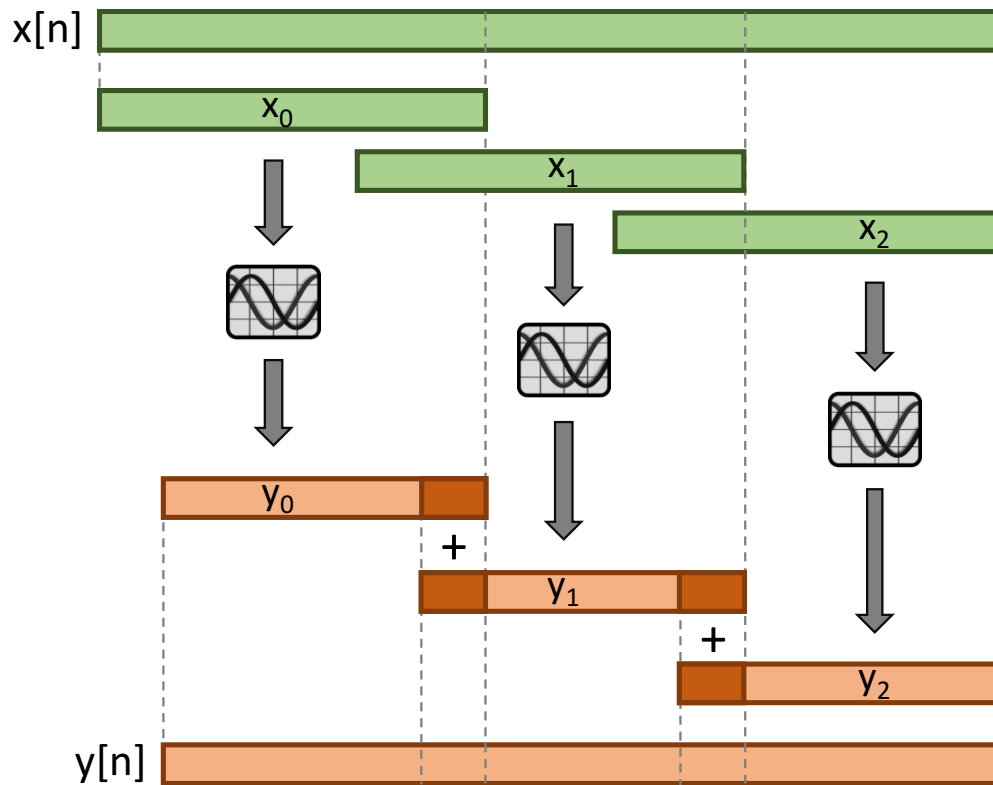 x[n]
x₀
x₁
x₂
y₀
+
y₁
+
y₂
y[n]